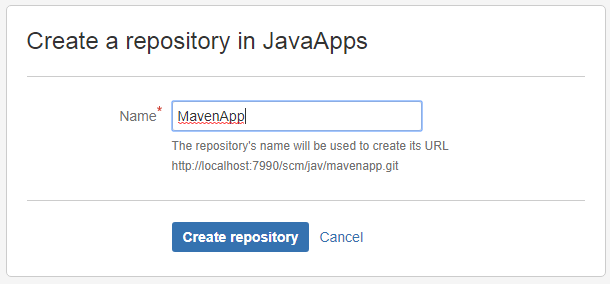 Create a repository in JavaApps
Name* MavenApp
The repository's name will be used to create its URL
http://localhost:7990/scm/jav/mavenapp.git
Create repository Cancel